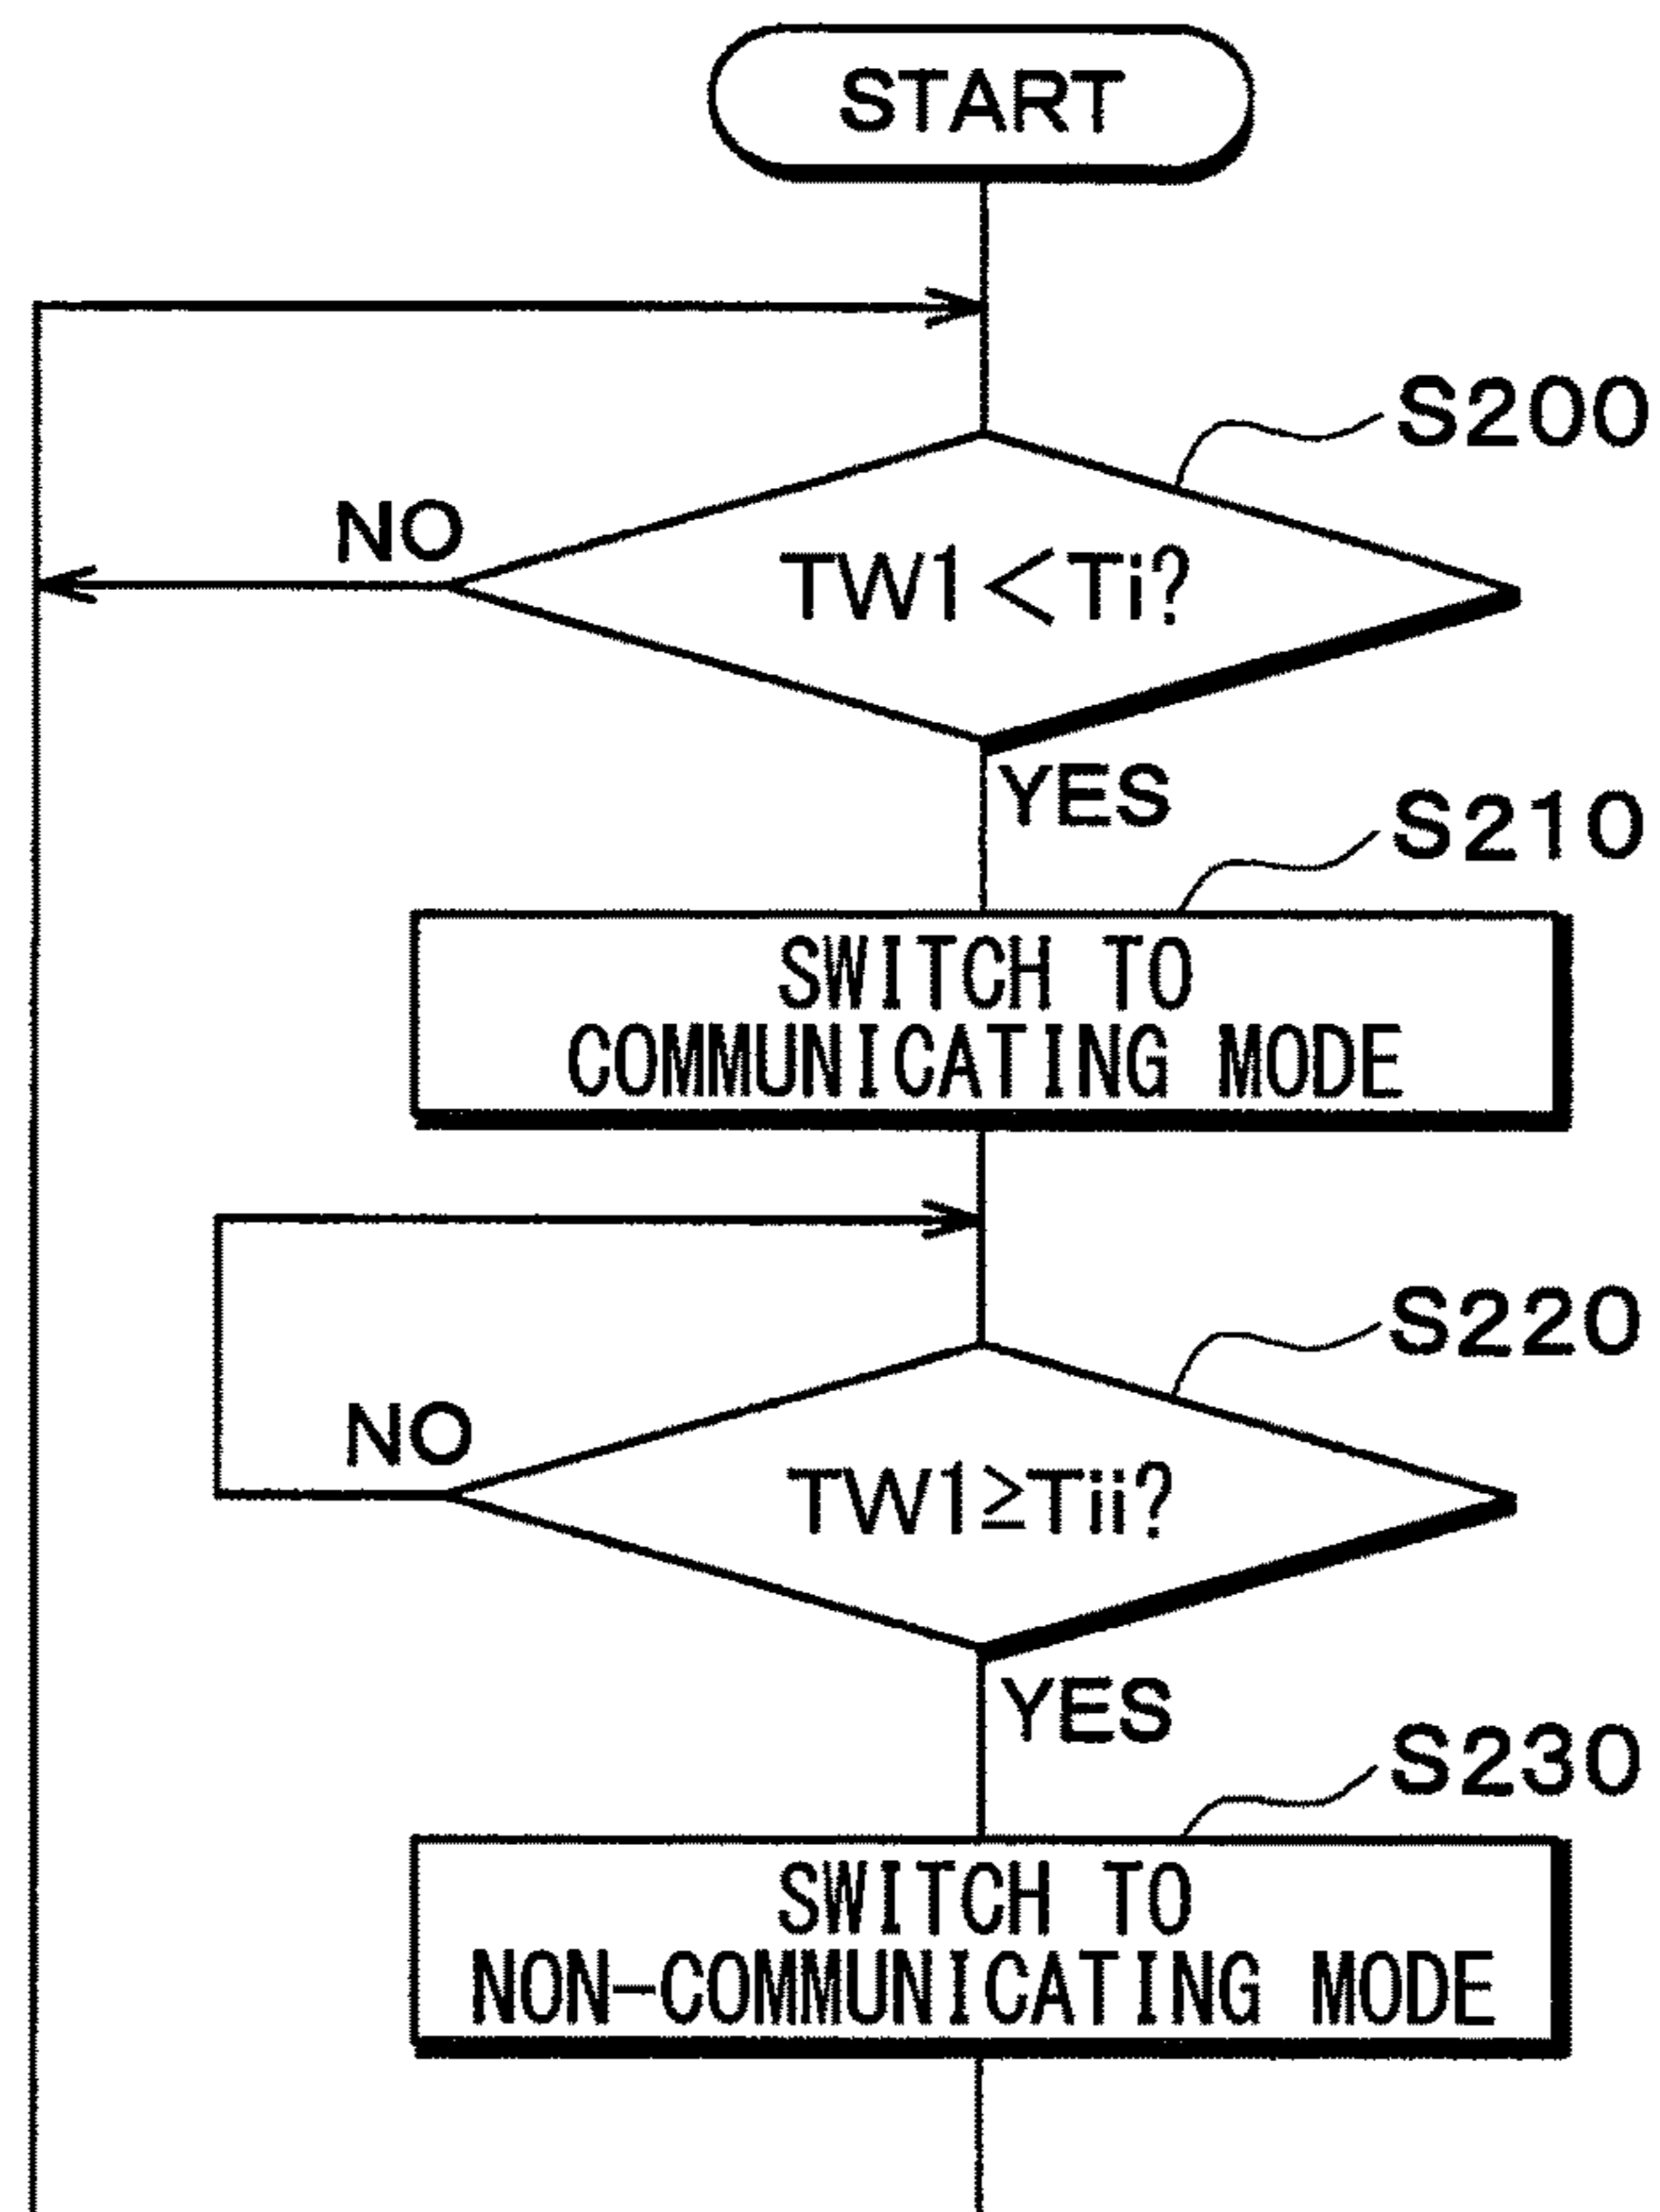 START
S200
NO
TW1<Ti?
YES
S210
SWITCH TO
COMMUNICATING MODE
S220
NO
TW1≧Tii?
YES
S230
SWITCH TO
NON-COMMUNICATING MODE